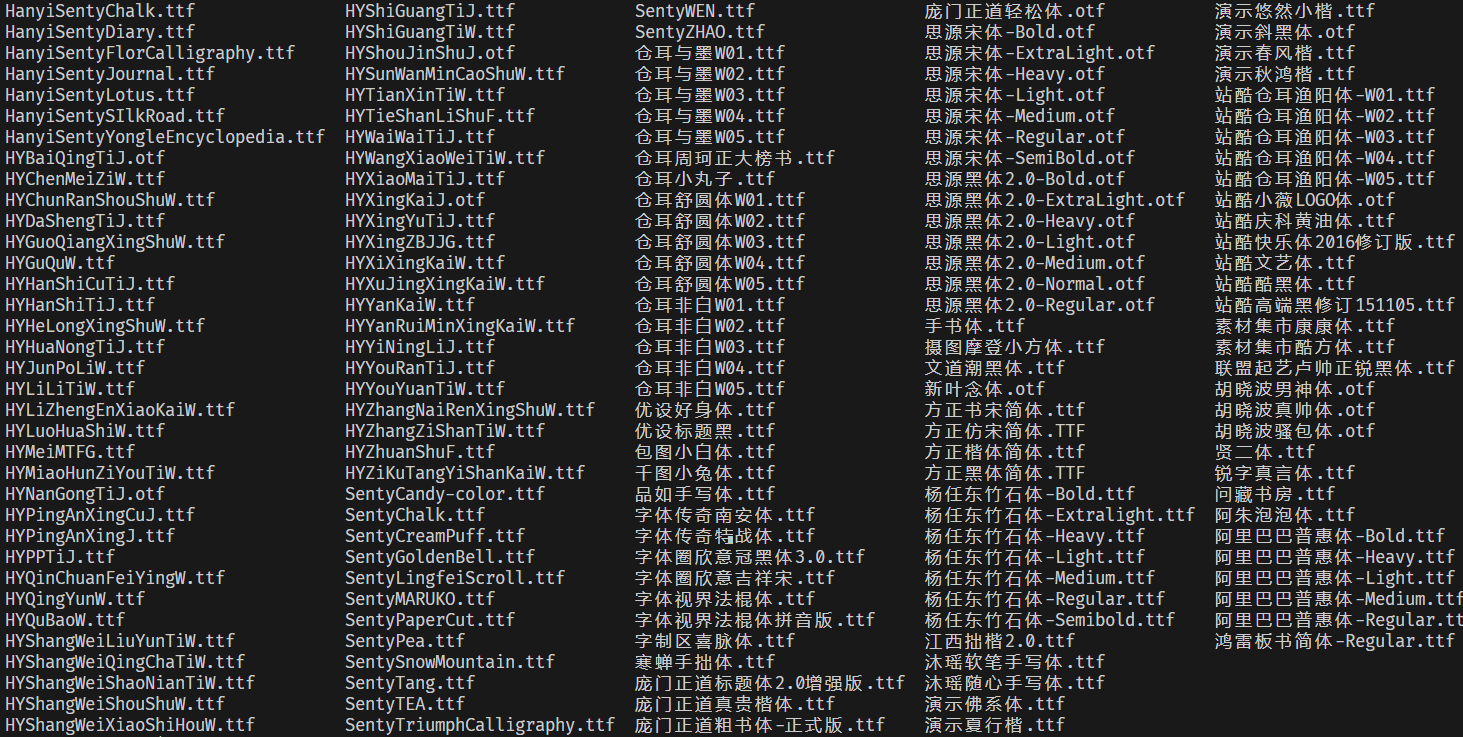 HanyiSentyChalk.ttf
HanyiSentyDiary.ttf
HanyiSentyFlorCalligraphy.ttf
HanyiSentyJournal.ttf
HanyiSentyLotus.ttf
HanyiSentySIlkRoad.ttf
HanyiSentyYongleEncyclopedia.ttf
HYBaiQingTiJ.otf
HYChenMeiZiW.ttf
HYChunRanShouShuW.ttf
HYDaShengTiJ.ttf
HYGuoQiangXingShuW.ttf
HYGuQuW.ttf
HYHanShiCuTiJ.ttf
HYHanShiTiJ.ttf
HYHeLongXingShuW.ttf
HYHuaNongTiJ.ttf
HYJunPoLiW.ttf
HYLiLiTiW.ttf
HYLiZhengEnXiaoKaiW.ttf
HYLuoHuaShiW.ttf
HYMeiMTFG.ttf
HYMiaoHunZiYouTiW.ttf
HYNanGongTiJ.otf
HYPingAnXingCuJ.ttf
HYPingAnXingJ.ttf
HYPPTiJ.ttf
HYQinChuanFeiYingW.ttf
HYQingYunW.ttf
HYQuBaoW.ttf
HYShangWeiLiuYunTiW.ttf
HYShangWeiQingChaTiW.ttf
HYShangWeiShaoNianTiW.ttf
HYShangWeiShouShuW.ttf
HYShangWeiXiaoShiHouW.ttf
HYShiGuangTiJ.ttf
HYShiGuangTiW.ttf
HYShouJinShuJ.otf
HYSunWanMinCaoShuW.ttf
HYTianXinTiW.ttf
HYTieShanLiShuF.ttf
HYWaiWaiTiJ.ttf
HYWangXiaoWeiTiW.ttf
HYXiaoMaiTiJ.ttf
HYXingKaiJ.otf
HYXingYuTiJ.ttf
HYXingZBJJG.ttf
HYXiXingKaiW.ttf
HYXuJingXingKaiW.ttf
HYYanKaiW.ttf
HYYanRuiMinXingKaiW.ttf
HYYiNingLiJ.ttf
HYYouRanTiJ.ttf
HYYouYuanTiW.ttf
HYZhangNaiRenXingShuW.ttf
HYZhangZiShanTiW.ttf
HYZhuanShuF.ttf
HYZiKuTangYiShanKaiW.ttf
SentyCandy-color.ttf
SentyChalk.ttf
SentyCreamPuff.ttf
SentyGoldenBell.ttf
SentyLingfeiScroll.ttf
SentyMARUKO.ttf
SentyPaperCut.ttf
SentyPea.ttf
SentySnowMountain.ttf
SentyTang.ttf
SentyTEA.ttf
SentyTriumphCalligraphy.ttf
SentyWEN.ttf
SentyZHAO.ttf
仓耳与墨W01.ttf
仓耳与墨W02.ttf
仓耳与墨W03.ttf
仓耳与墨W04.ttf
仓耳与墨W05.ttf
仓耳周珂正大榜书.ttf
仓耳小丸子.ttf
仓耳舒圆体W01.ttf
仓耳舒圆体W02.ttf
仓耳舒圆体W03.ttf
仓耳舒圆体W04.ttf
仓耳舒圆体W05.ttf
仓耳非白W01.ttf
仓耳非白W02.ttf
仓耳非白W03.ttf
仓耳非白W04.ttf
仓耳非白W05.ttf
优设好身体.ttf
优设标题黑.ttf
包图小白体.ttf
千图小兔体.ttf
品如手写体.ttf
字体传奇南安体.ttf
字体传奇特战体.ttf
字体圈欣意冠黑体3.0.ttf
字体圈欣意吉祥宋.ttf
字体视界法棍体.ttf
字体视界法棍体拼音版.ttf
字制区喜脉体.ttf
寒蝉手拙体.ttf
庞门正道标题体2.0增强版.ttf
庞门正道真贵楷体.ttf
庞门正道粗书体-正式版.ttf
庞门正道轻松体.otf
思源宋体-Bold.otf
思源宋体-ExtraLight.otf
思源宋体-Heavy.otf
思源宋体-Light.otf
思源宋体-Medium.otf
思源宋体-Regular.otf
思源宋体-SemiBold.otf
思源黑体2.0-Bold.otf
思源黑体2.0-ExtraLight.otf
思源黑体2.0-Heavy.otf
思源黑体2.0-Light.otf
思源黑体2.0-Medium.otf
思源黑体2.0-Normal.otf
思源黑体2.0-Regular.otf
手书体.ttf
摄图摩登小方体.ttf
文道潮黑体.ttf
新叶念体.otf
方正书宋简体.ttf
方正仿宋简体.TTF
方正楷体简体.ttf
方正黑体简体.TTF
杨任东竹石体-Bold.ttf
杨任东竹石体-Extralight.ttf
杨任东竹石体-Heavy.ttf
杨任东竹石体-Light.ttf
杨任东竹石体-Medium.ttf
杨任东竹石体-Regular.ttf
杨任东竹石体-Semibold.ttf
江西拙楷2.0.ttf
沐瑶软笔手写体.ttf
沐瑶随心手写体.ttf
演示佛系体.ttf
演示夏行楷.ttf
演示悠然小楷.ttf
演示斜黑体.otf
演示春风楷.ttf
演示秋鸿楷.ttf
站酷仓耳渔阳体-W01.ttf
站酷仓耳渔阳体-W02.ttf
站酷仓耳渔阳体-W03.ttf
站酷仓耳渔阳体-W04.ttf
站酷仓耳渔阳体-W05.ttf
站酷小薇LOGO体.otf
站酷庆科黄油体.ttf
站酷快乐体2016修订版.ttf
站酷文艺体.ttf
站酷酷黑体.ttf
站酷高端黑修订151105.ttf
素材集市康康体.ttf
素材集市酷方体.ttf
联盟起艺卢帅正锐黑体.ttf
胡晓波男神体.otf
胡晓波真帅体.otf
胡晓波骚包体.otf
贤二体.ttf
锐字真言体.ttf
问藏书房.ttf
阿朱泡泡体.ttf
阿里巴巴普惠体-Bold.ttf
阿里巴巴普惠体-Heavy.ttf
阿里巴巴普惠体-Light.ttf
阿里巴巴普惠体-Medium.ttf
阿里巴巴普惠体-Regular.tt
鸿雷板书简体-Regular.ttf